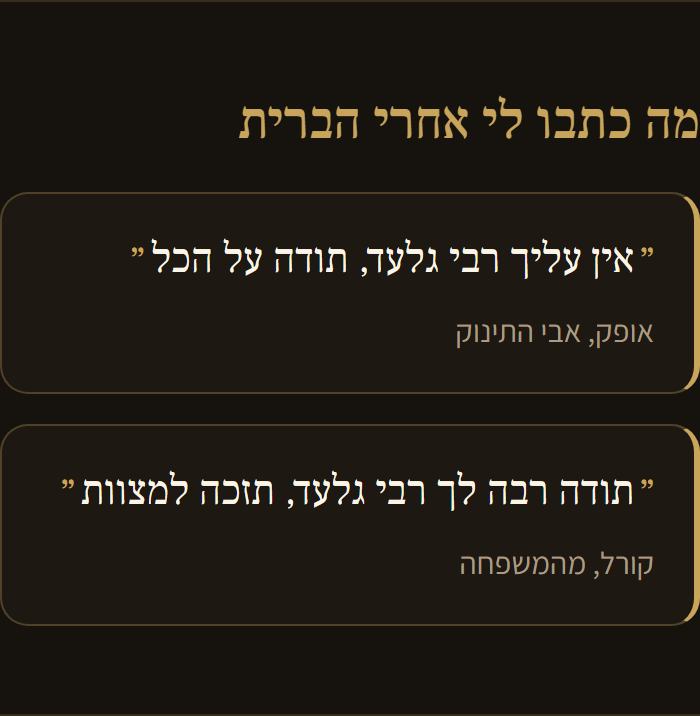 מה כתבו לי אחרי הברית
”אין עליך רבי גלעד, תודה על הכל”
אופק, אבי התינוק
”תודה רבה לך רבי גלעד, תזכה למצוות”
קורל, מהמשפחה